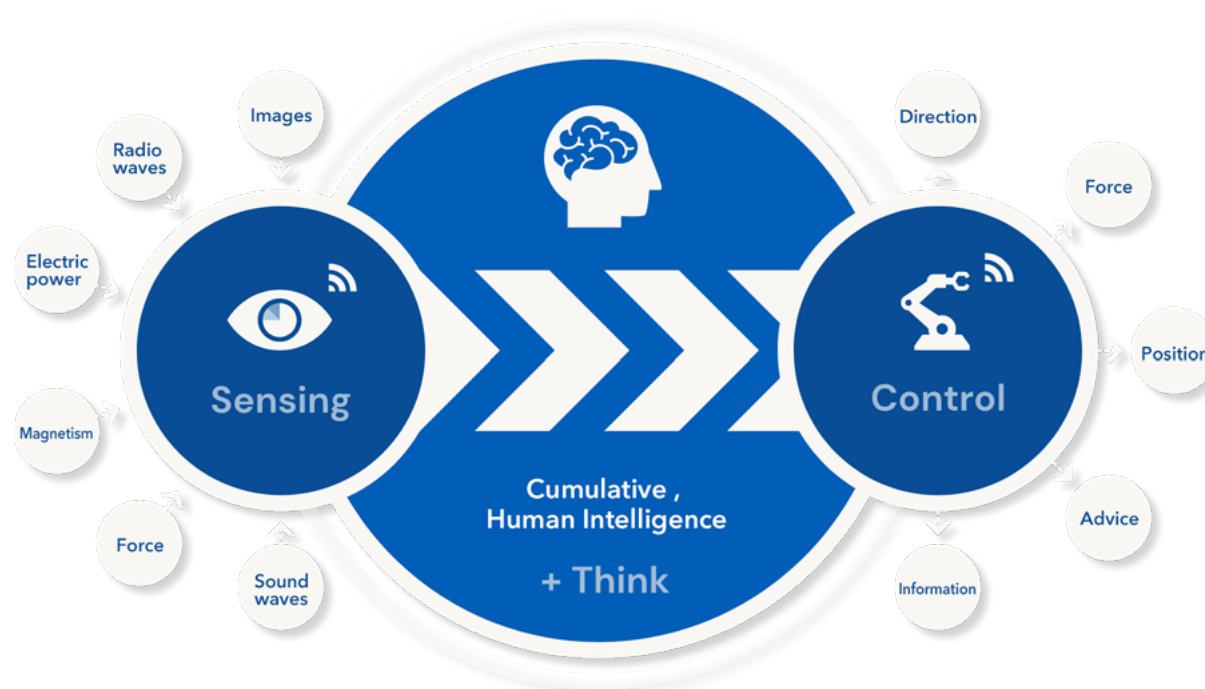 Images
Radio
waves
Electric
power
Magnetism
Force
Sound
waves
Sensing
Cumulative ,
Human Intelligence
+ Think
Control
Direction
Force
Position
Advice
Information